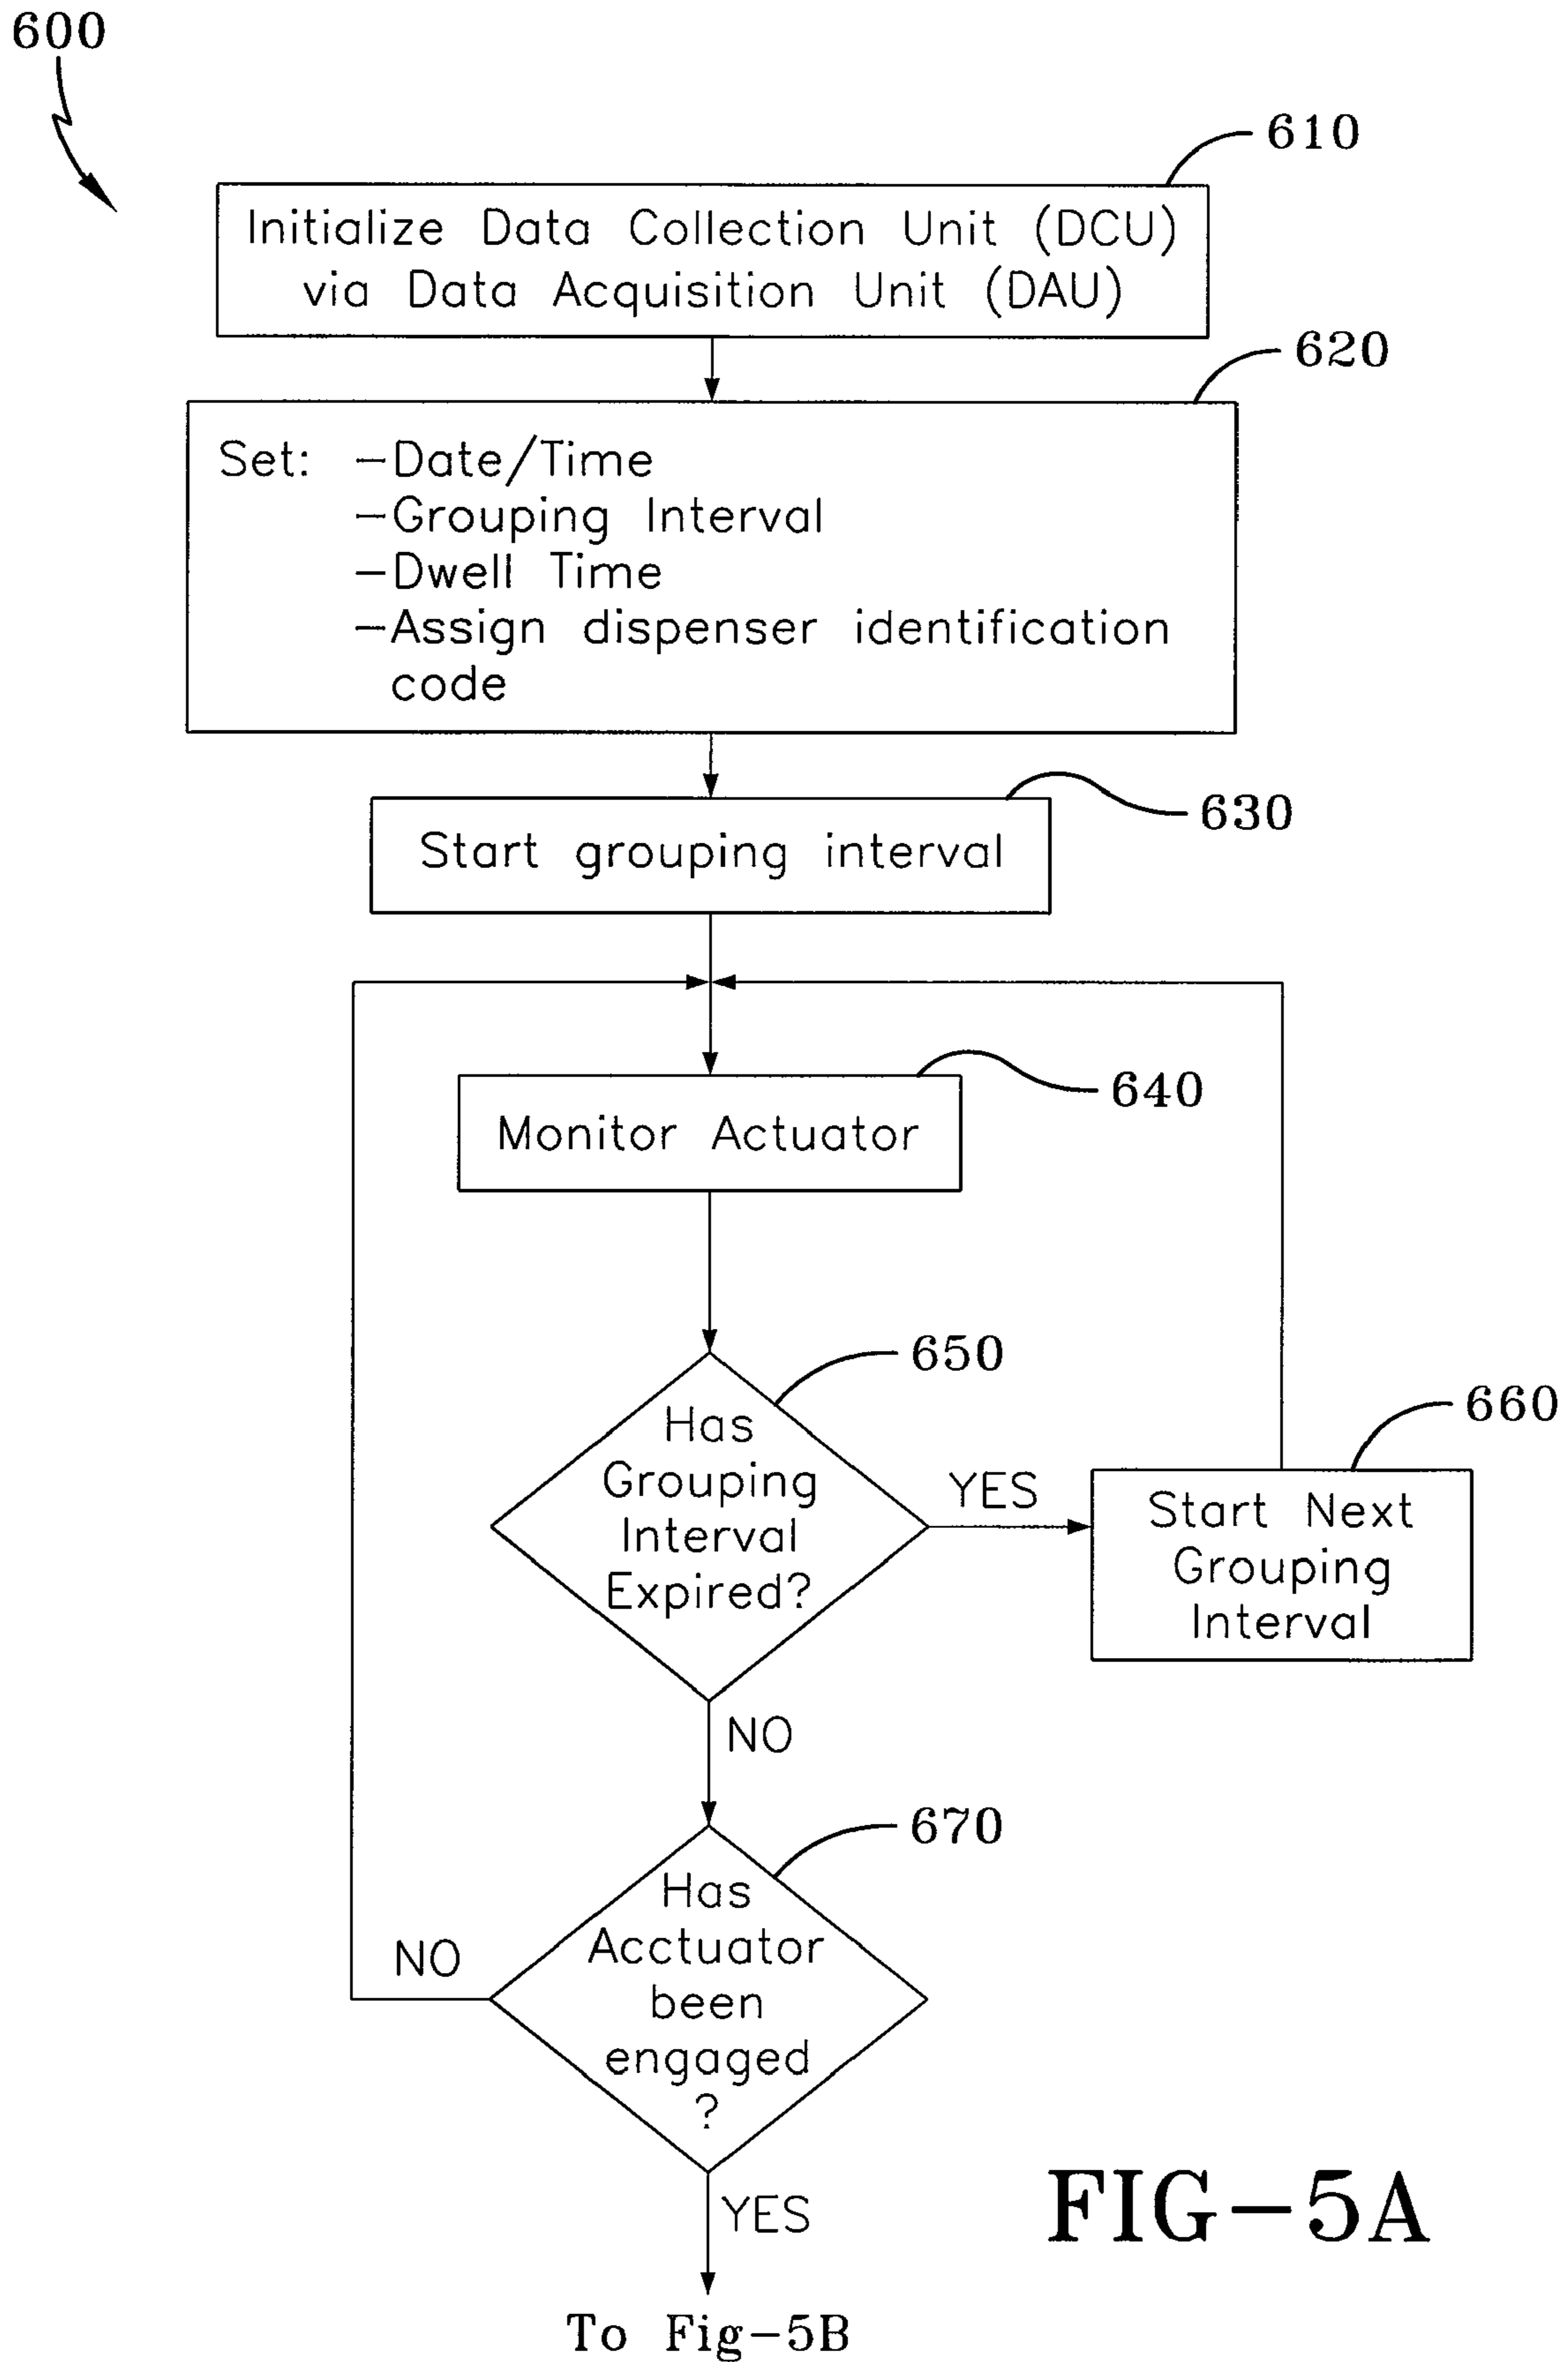 600
610
Initialize Data Collection Unit (DCU)
via Data Acquisition Unit (DAU)
620
Set: -Date/Time
-Grouping Interval
-Dwell Time
-Assign dispenser identification
code
630
Start grouping interval
640
Monitor Actuator
650
Has
Grouping
Interval
Expired?
YES
660
Start Next
Grouping
Interval
NO
670
Has
Acctuator
been
engaged
?
NO
YES
To Fig-5B
FIG-5A